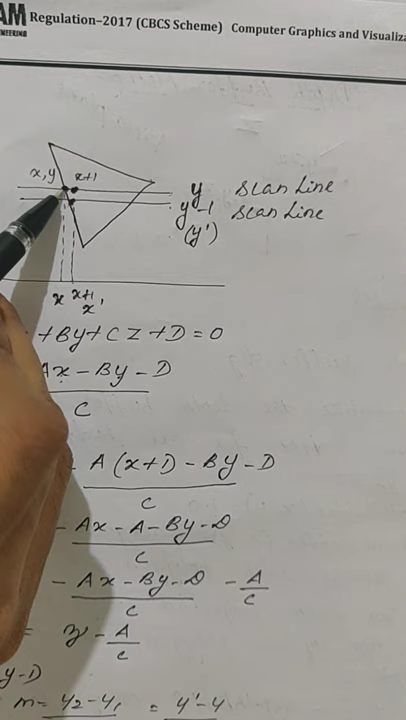 AM Regulation-2017 (CBCS Scheme) Computer Graphics and Visualiza
x, y x+1 y scan Line
y-1 scan Line
(y')
x x+1,
x'
+By+CZ+D=0
Ax-By-D
C
- A(x+1)-By-D
C
- Ax-A-By-D
C
- Ax-By-D - A
C C
= z - A
C
y-D
m= y2-y1 = y'-y